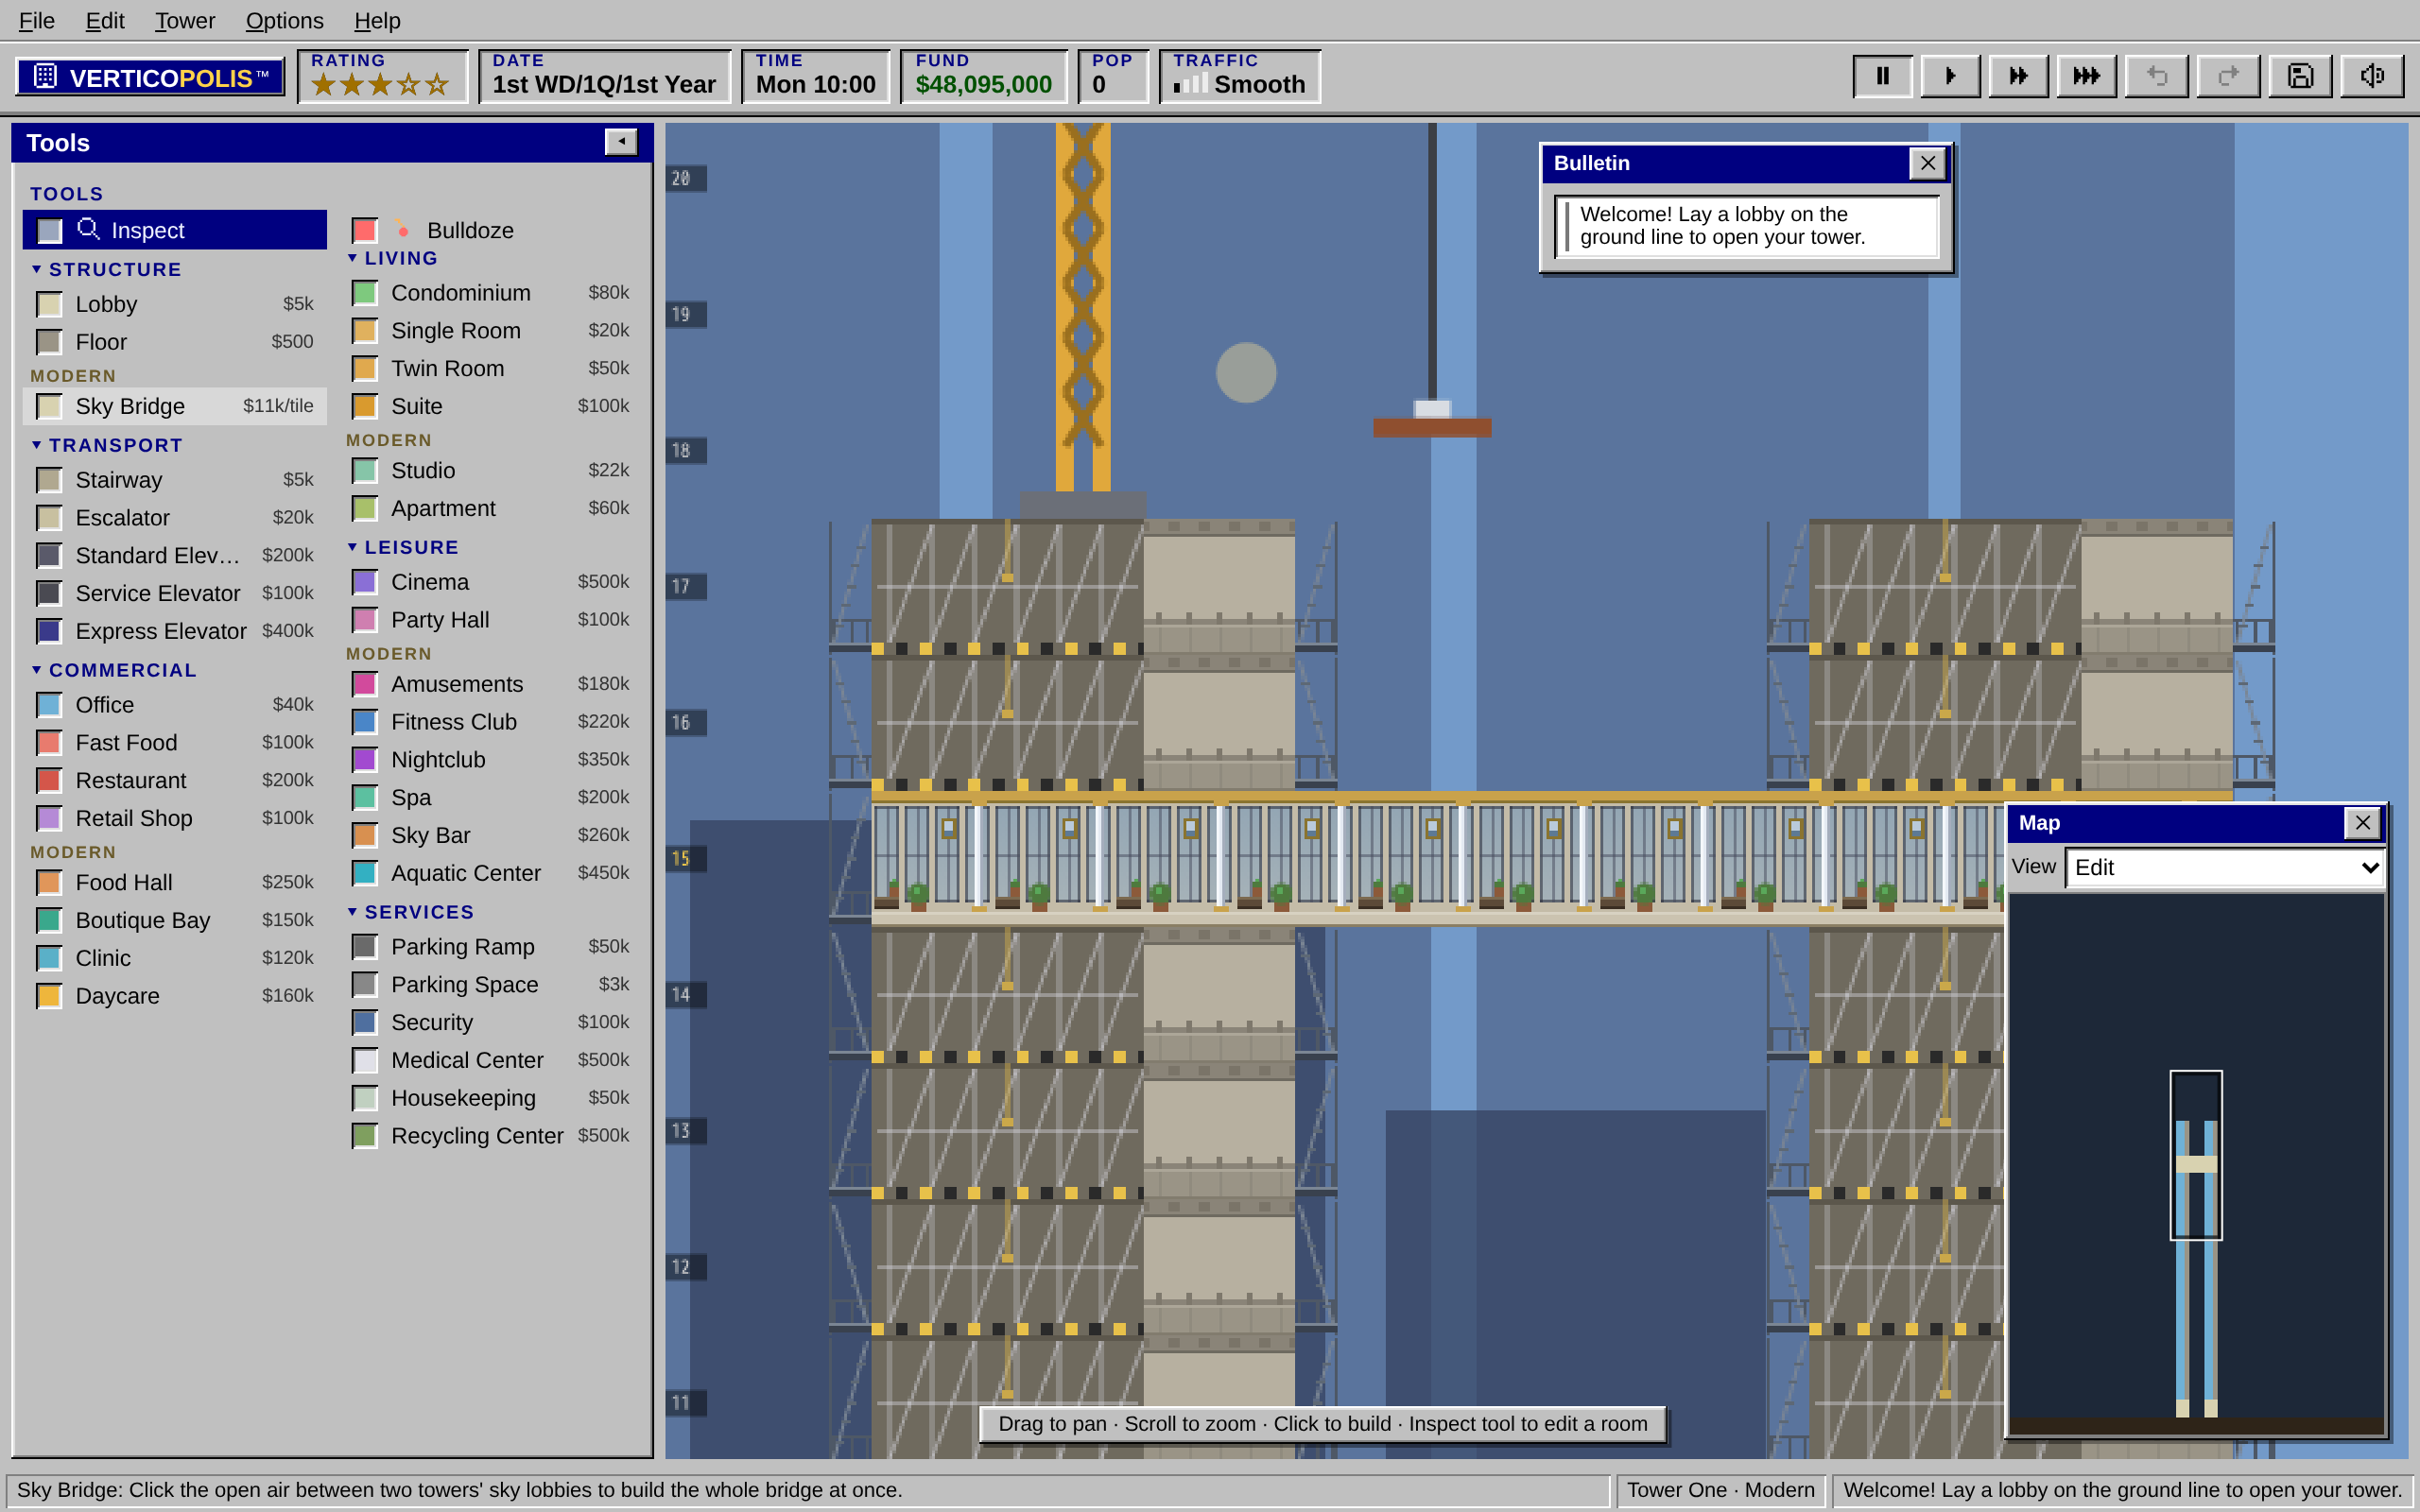 File Edit Tower Options Help
VERTICOPOLIS™
RATING
★★★☆☆
DATE
1st WD/1Q/1st Year
TIME
Mon 10:00
FUND
$48,095,000
POP
0
TRAFFIC
Smooth
Tools
TOOLS
Inspect
STRUCTURE
Lobby $5k
Floor $500
MODERN
Sky Bridge $11k/tile
TRANSPORT
Stairway $5k
Escalator $20k
Standard Elev… $200k
Service Elevator $100k
Express Elevator $400k
COMMERCIAL
Office $40k
Fast Food $100k
Restaurant $200k
Retail Shop $100k
MODERN
Food Hall $250k
Boutique Bay $150k
Clinic $120k
Daycare $160k
Bulldoze
LIVING
Condominium $80k
Single Room $20k
Twin Room $50k
Suite $100k
MODERN
Studio $22k
Apartment $60k
LEISURE
Cinema $500k
Party Hall $100k
MODERN
Amusements $180k
Fitness Club $220k
Nightclub $350k
Spa $200k
Sky Bar $260k
Aquatic Center $450k
SERVICES
Parking Ramp $50k
Parking Space $3k
Security $100k
Medical Center $500k
Housekeeping $50k
Recycling Center $500k
20
19
18
17
16
15
14
13
12
11
Bulletin
Welcome! Lay a lobby on the
ground line to open your tower.
Map
View Edit
Drag to pan · Scroll to zoom · Click to build · Inspect tool to edit a room
Sky Bridge: Click the open air between two towers' sky lobbies to build the whole bridge at once.
Tower One · Modern
Welcome! Lay a lobby on the ground line to open your tower.